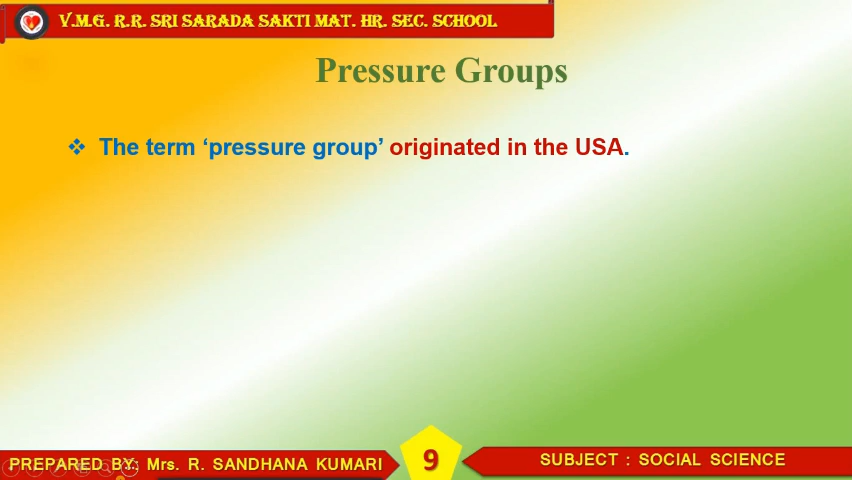 V.M.G. R.R. SRI SARADA SAKTI MAT. HR. SEC. SCHOOL
Pressure Groups
❖ The term ‘pressure group’ originated in the USA.
PREPARED BY: Mrs. R. SANDHANA KUMARI
9
SUBJECT : SOCIAL SCIENCE